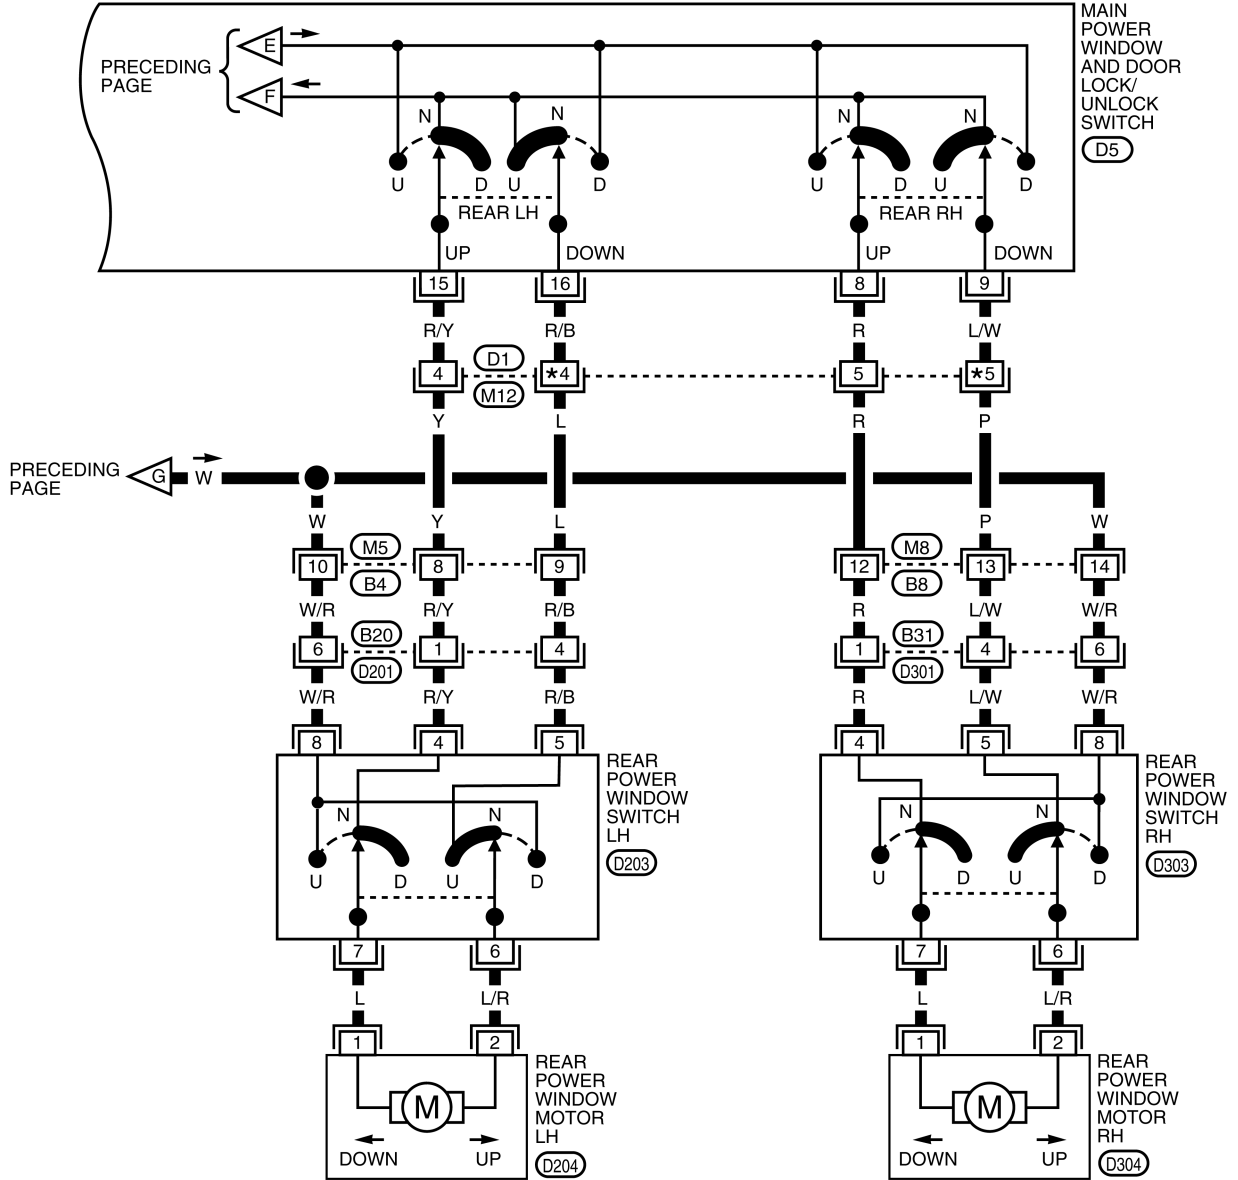 MAIN
POWER
WINDOW
AND DOOR
LOCK/
UNLOCK
SWITCH
D5
PRECEDING
PAGE
E
F
N N N N
U D U D U D U D
REAR LH REAR RH
UP DOWN UP DOWN
15 16 8 9
R/Y R/B R L/W
D1
4 *4 5 *5
M12
Y L R P
PRECEDING
PAGE
G W
W Y L P W
M5 M8
10 8 9 12 13 14
B4 B8
W/R R/Y R/B R L/W W/R
B20 B31
6 1 4 1 4 6
D201 D301
W/R R/Y R/B R L/W W/R
8 4 5 4 5 8
REAR
POWER
WINDOW
SWITCH
LH
D203
REAR
POWER
WINDOW
SWITCH
RH
D303
N N N N
U D U D U D U D
7 6 7 6
L L/R L L/R
1 2 1 2
REAR
POWER
WINDOW
MOTOR
LH
D204
REAR
POWER
WINDOW
MOTOR
RH
D304
M M
DOWN UP DOWN UP